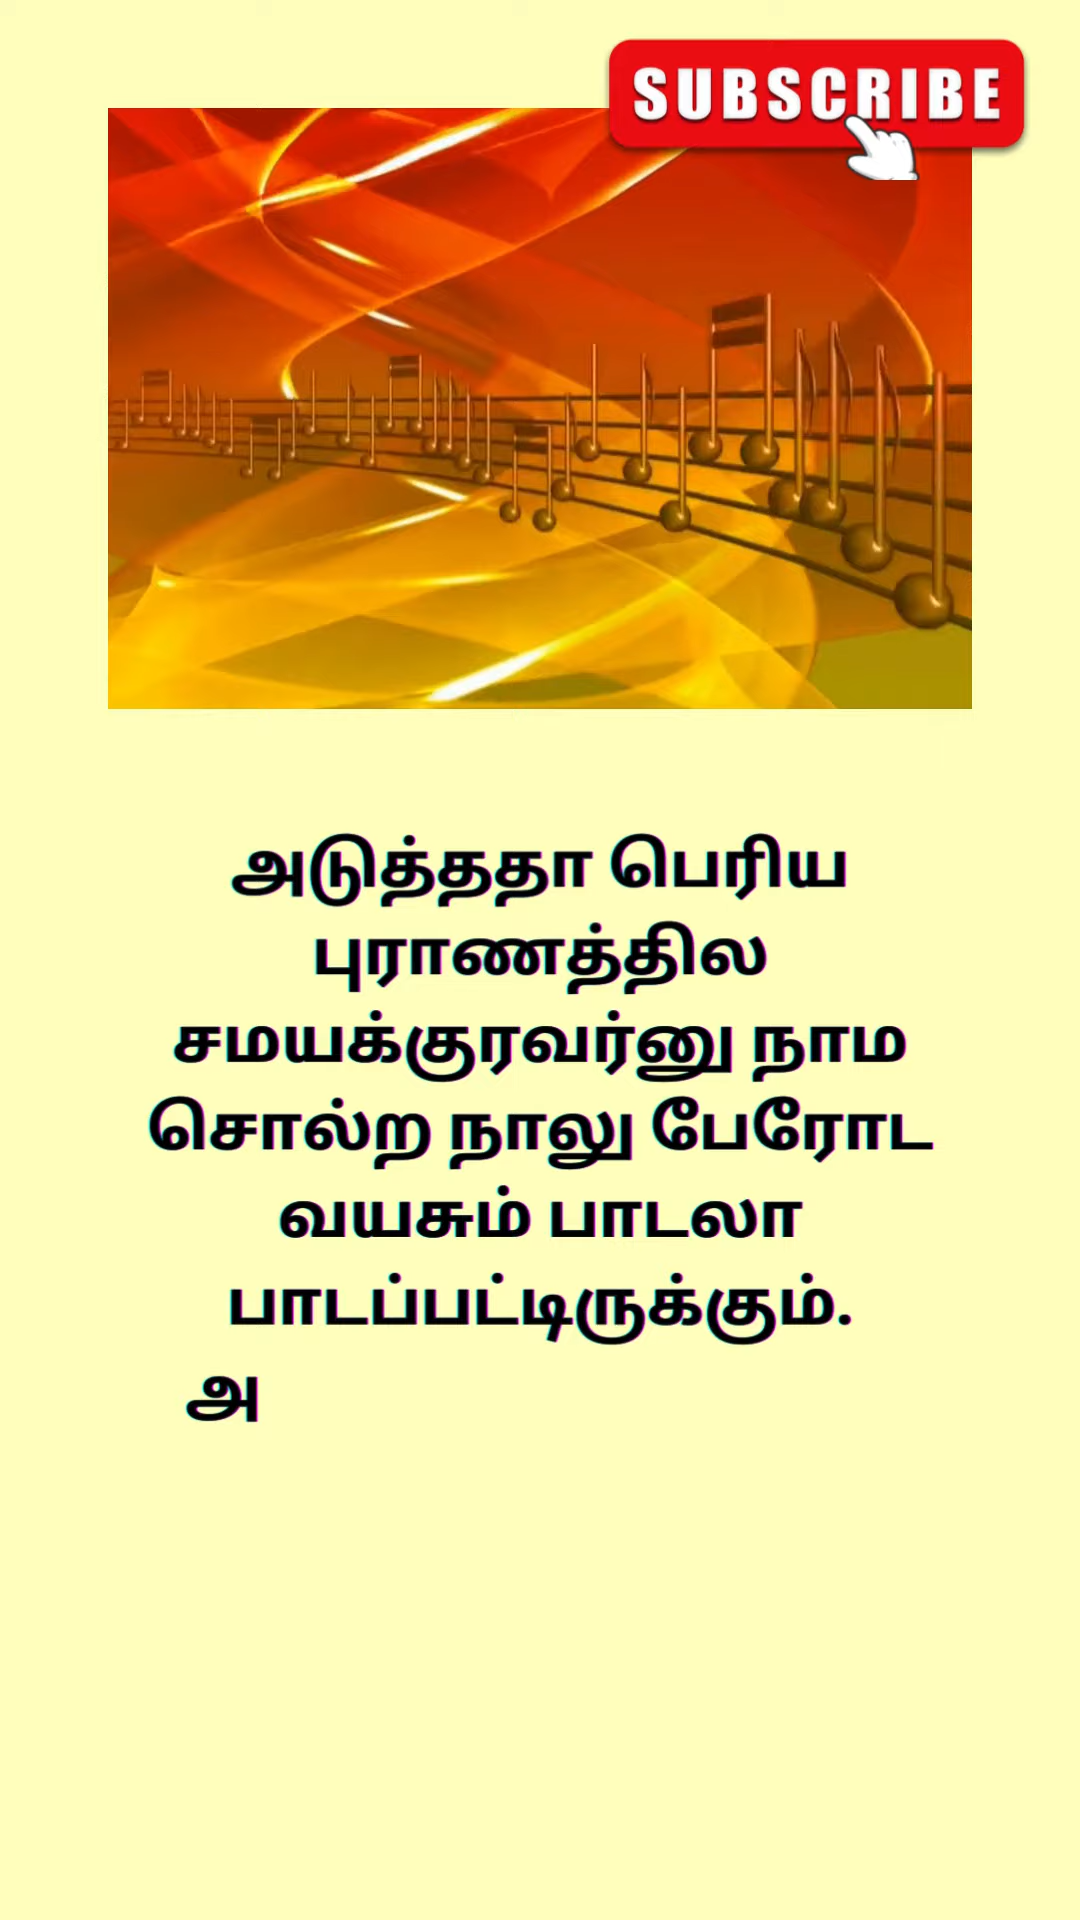 SUBSCRIBE
அடுத்ததா பெரிய
புராணத்தில
சமயக்குரவர்னு நாம
சொல்ற நாலு பேரோட
வயசும் பாடலா
பாடப்பட்டிருக்கும்.
அ